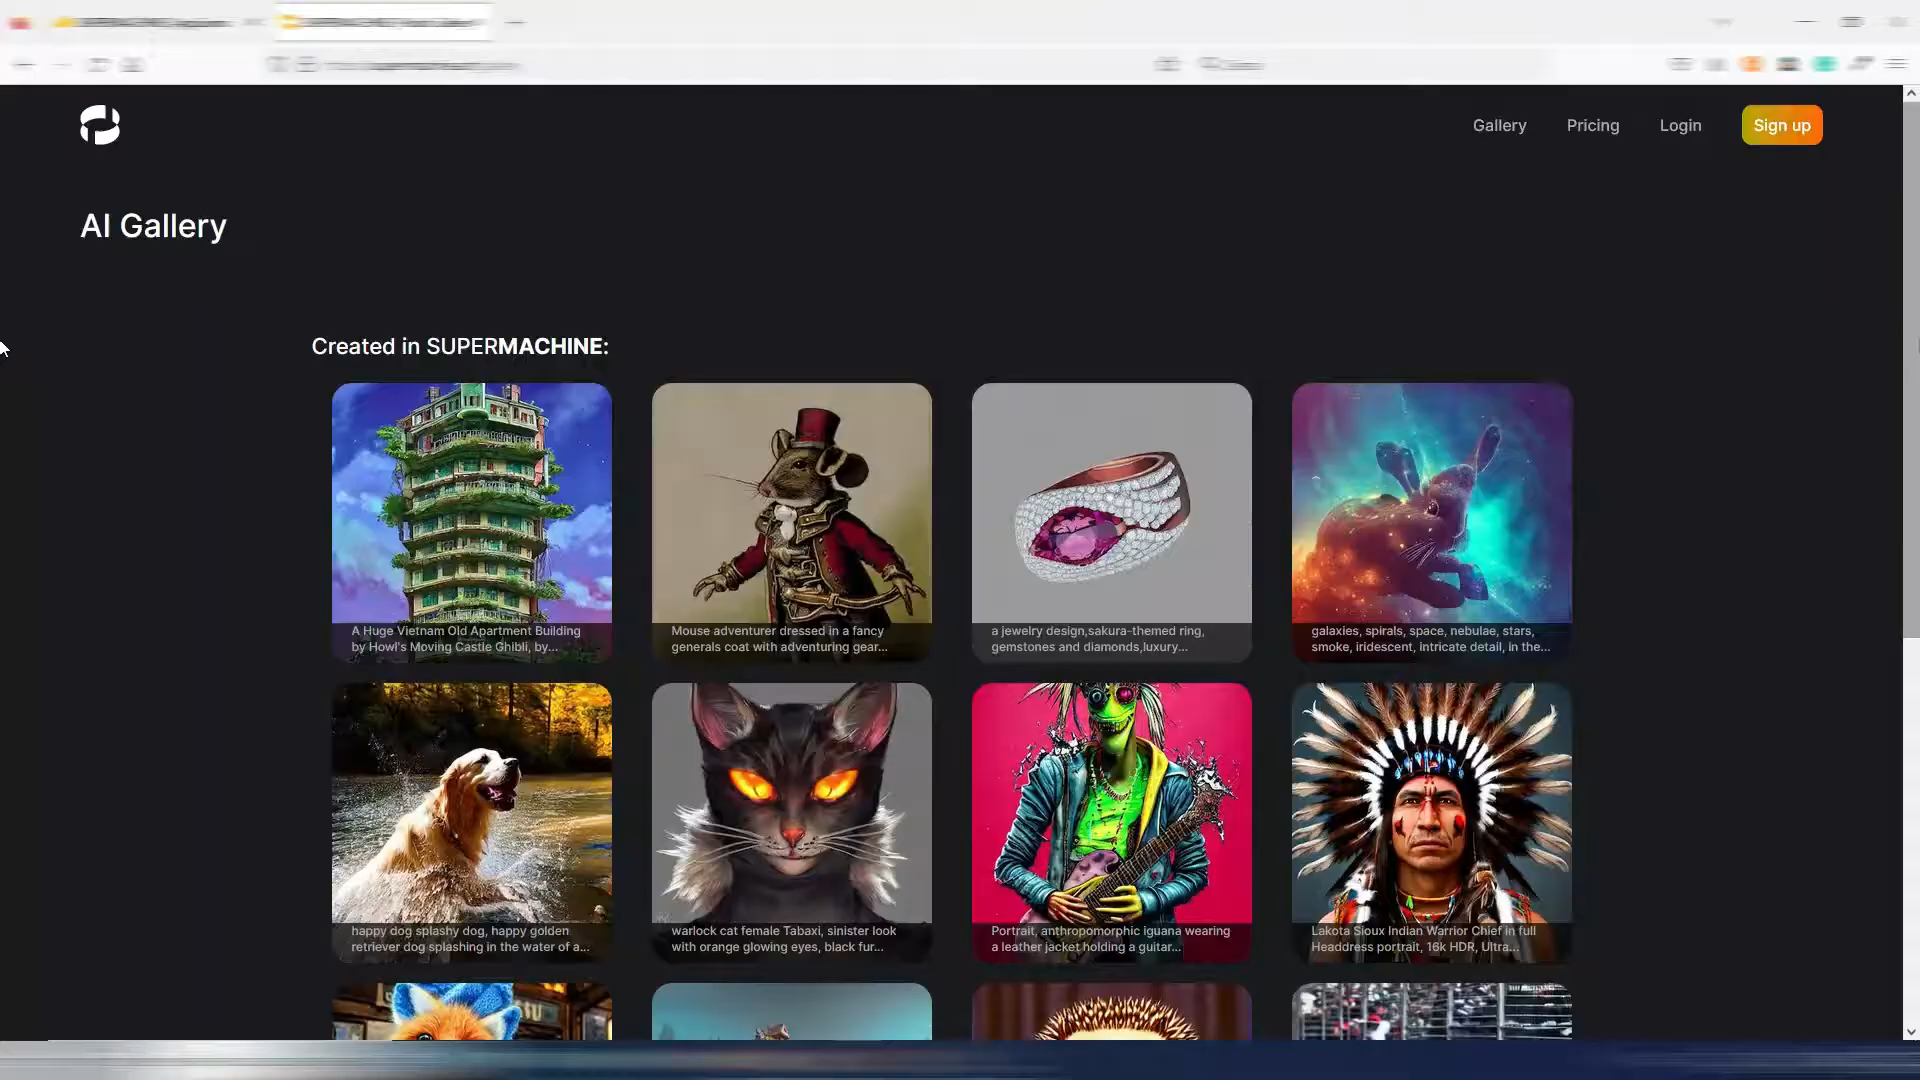 Gallery
Pricing
Login
Sign up
AI Gallery
Created in SUPERMACHINE:
A Huge Vietnam Old Apartment Building
by Howl's Moving Castle Ghibli, by...
Mouse adventurer dressed in a fancy
generals coat with adventuring gear...
a jewelry design,sakura-themed ring,
gemstones and diamonds,luxury...
galaxies, spirals, space, nebulae, stars,
smoke, iridescent, intricate detail, in the...
happy dog splashy dog, happy golden
retriever dog splashing in the water of a...
warlock cat female Tabaxi, sinister look
with orange glowing eyes, black fur...
Portrait, anthropomorphic iguana wearing
a leather jacket holding a guitar...
Lakota Sioux Indian Warrior Chief in full
Headdress portrait, 16k HDR, Ultra...